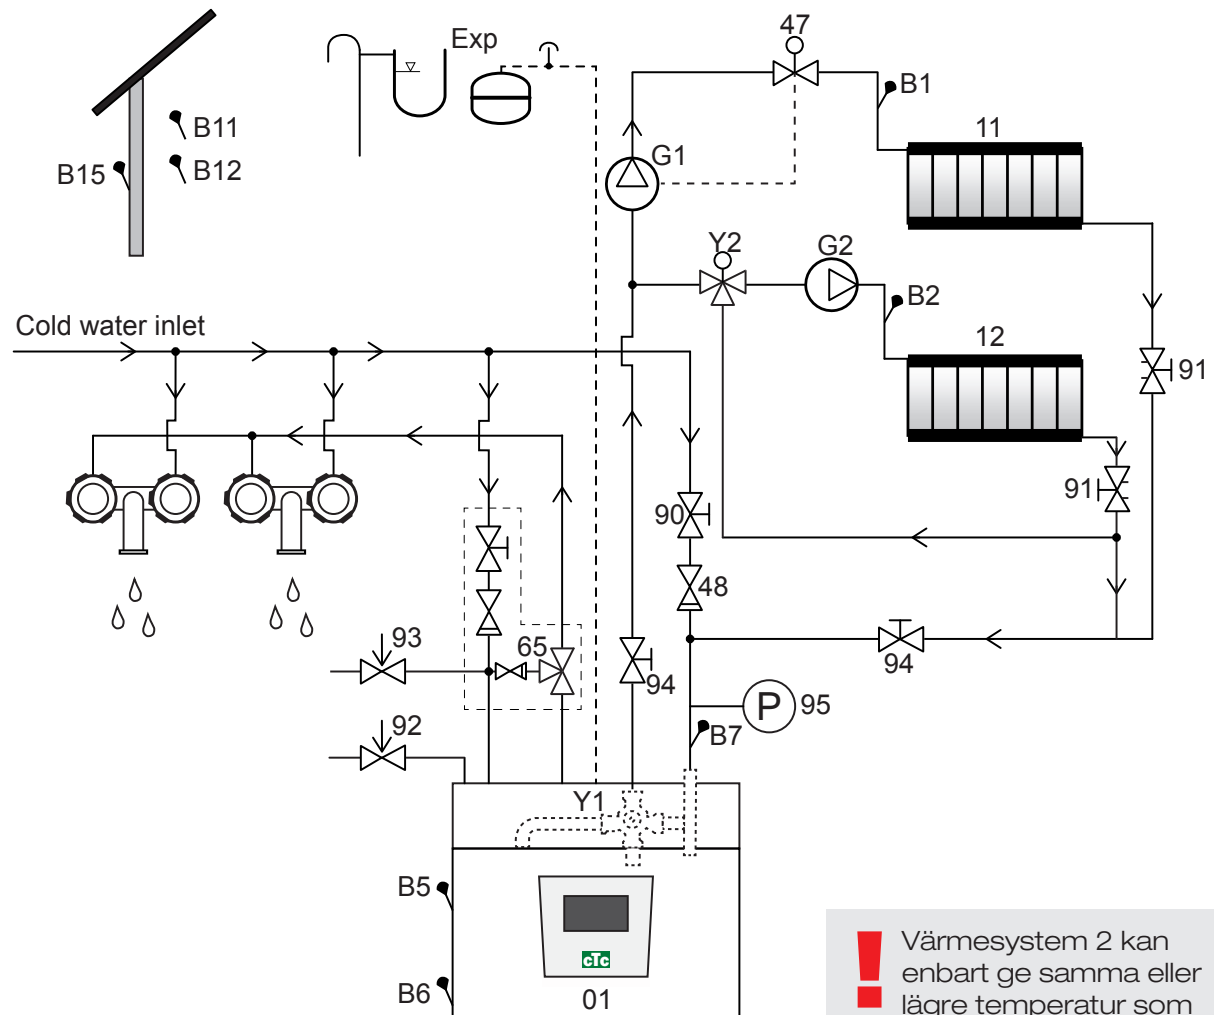 47
Exp
B1
B11
11
G1
B12
B15
Y2
G2
B2
Cold water inlet
12
91
91
90
48
93
65
94
94
P 95
92
B7
Y1
B5
cTc
B6
01
! Värmesystem 2 kan
enbart ge samma eller
lägre temperatur som